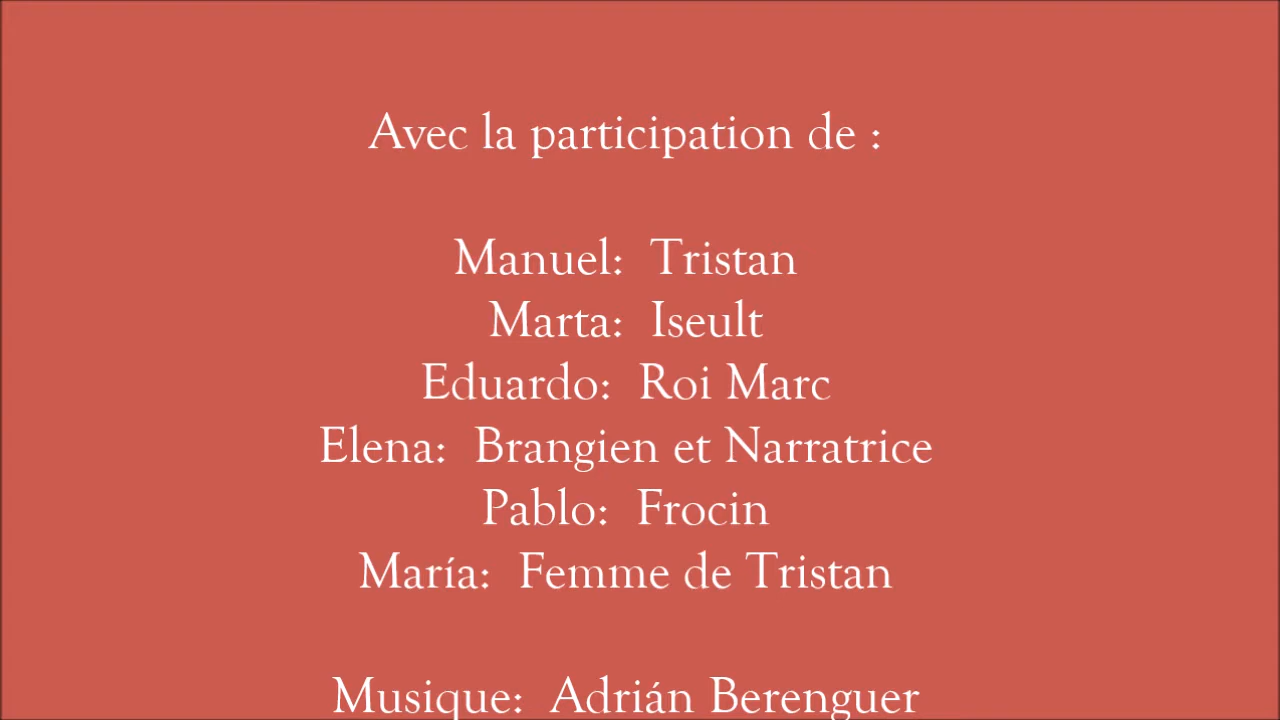 Avec la participation de :
Manuel: Tristan
Marta: Iseult
Eduardo: Roi Marc
Elena: Brangien et Narratrice
Pablo: Frocin
María: Femme de Tristan
Musique: Adrián Berenguer